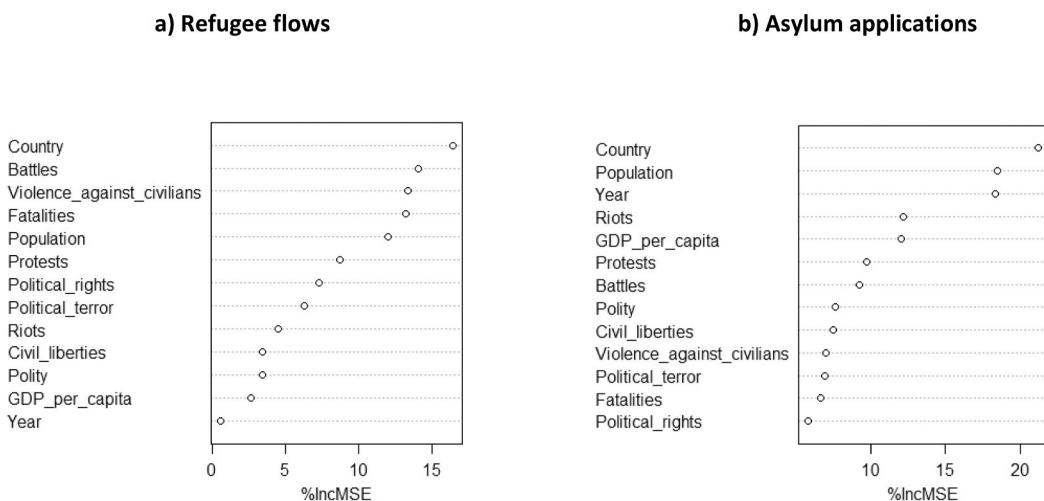 a) Refugee flows
Country
Battles
Violence_against_civilians
Fatalities
Population
Protests
Political_rights
Political_terror
Riots
Civil_liberties
Polity
GDP_per_capita
Year
0 5 10 15
%IncMSE
b) Asylum applications
Country
Population
Year
Riots
GDP_per_capita
Protests
Battles
Polity
Civil_liberties
Violence_against_civilians
Political_terror
Fatalities
Political_rights
10 15 20
%IncMSE